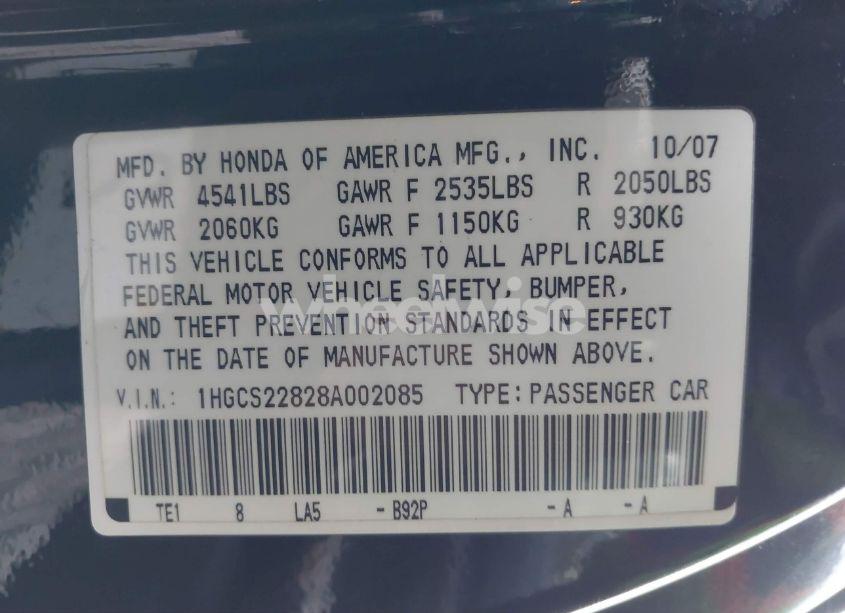 MFD. BY HONDA OF AMERICA MFG., INC. 10/07
GVWR 4541LBS GAWR F 2535LBS R 2050LBS
GVWR 2060KG GAWR F 1150KG R 930KG
THIS VEHICLE CONFORMS TO ALL APPLICABLE
FEDERAL MOTOR VEHICLE SAFETY, BUMPER,
wheelwise
AND THEFT PREVENTION STANDARDS IN EFFECT
ON THE DATE OF MANUFACTURE SHOWN ABOVE.
V.I.N.: 1HGCS22828A002085 TYPE: PASSENGER CAR
TE1 8 LA5 - B92P - A - A